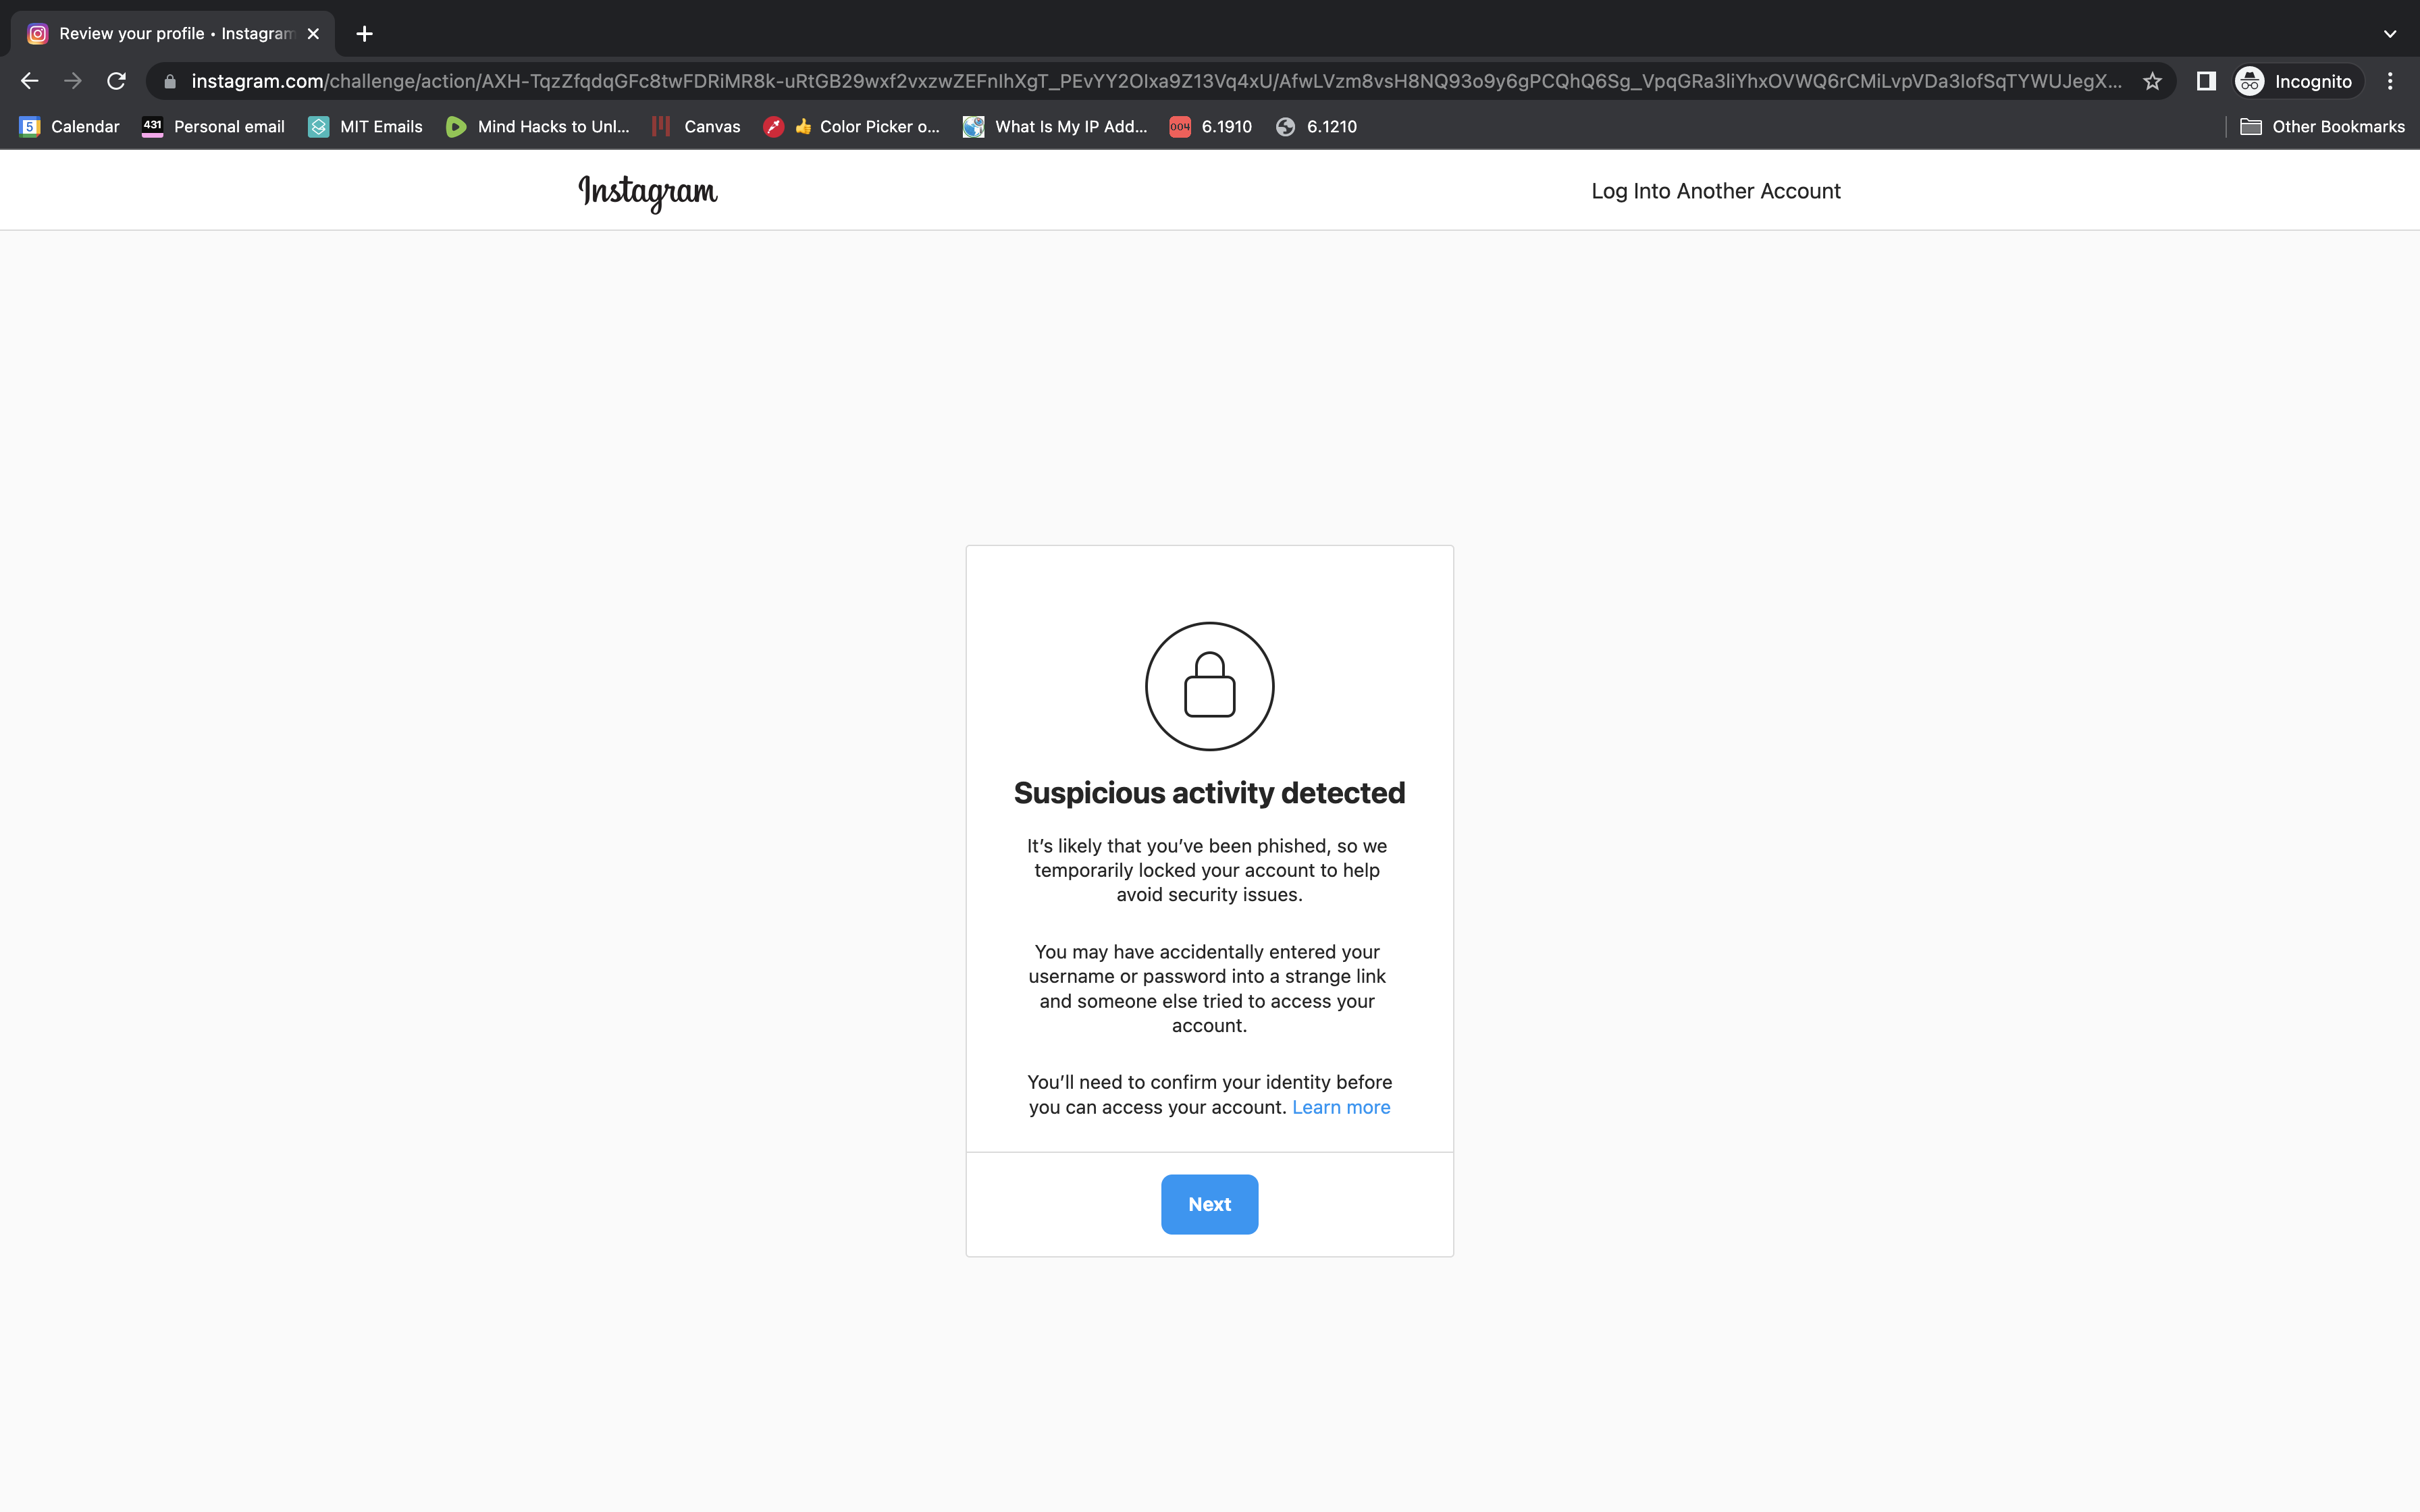 Review your profile • Instagram
instagram.com/challenge/action/
Calendar
431
Personal email
MIT Emails
Mind Hacks to Unl...
Canvas
👍 Color Picker o...
What Is My IP Add...
004
6.1910
6.1210
Other Bookmarks
Incognito
5
Instagram
Log Into Another Account
Suspicious activity detected
It’s likely that you’ve been phished, so we
temporarily locked your account to help
avoid security issues.
You may have accidentally entered your
username or password into a strange link
and someone else tried to access your
account.
You’ll need to confirm your identity before
you can access your account. Learn more
Next